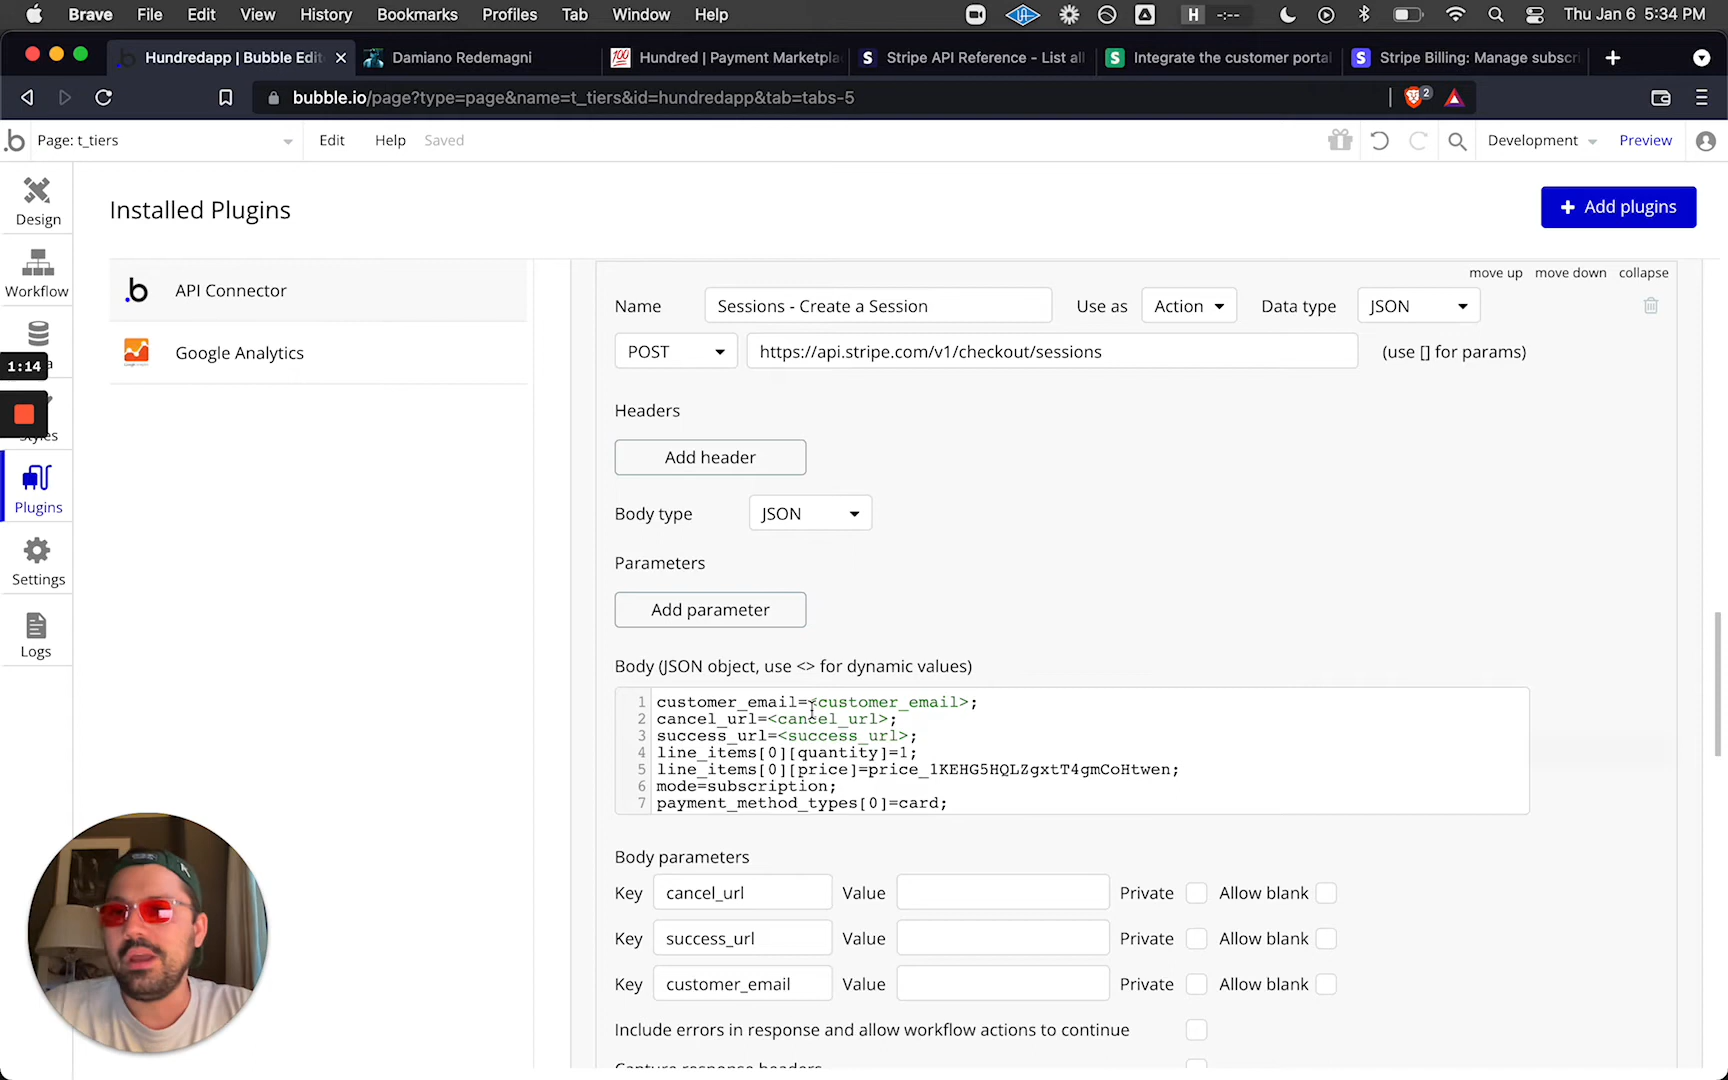 Brave File Edit View History Bookmarks Profiles Tab Window Help H -:-- Thu Jan 6 5:34 PM
Hundredapp | Bubble Edit Damiano Redemagni Hundred | Payment Marketpla Stripe API Reference - List all Integrate the customer portal Stripe Billing: Manage subscri
bubble.io/page?type=page&name=t_tiers&id=hundredapp&tab=tabs-5 2
Page: t_tiers Edit Help Saved Development Preview
Design
Workflow
1:14
Plugins
Settings
Logs
Installed Plugins
+ Add plugins
API Connector
Google Analytics
move up move down collapse
Name Sessions - Create a Session Use as Action Data type JSON
POST https://api.stripe.com/v1/checkout/sessions (use [] for params)
Headers
Add header
Body type JSON
Parameters
Add parameter
Body (JSON object, use <> for dynamic values)
1 customer_email=<customer_email>;
2 cancel_url=<cancel_url>;
3 success_url=<success_url>;
4 line_items[0][quantity]=1;
5 line_items[0][price]=price_1KEHG5HQLZgxtT4gmCoHtwen;
6 mode=subscription;
7 payment_method_types[0]=card;
Body parameters
Key cancel_url Value Private Allow blank
Key success_url Value Private Allow blank
Key customer_email Value Private Allow blank
Include errors in response and allow workflow actions to continue
Capture response headers